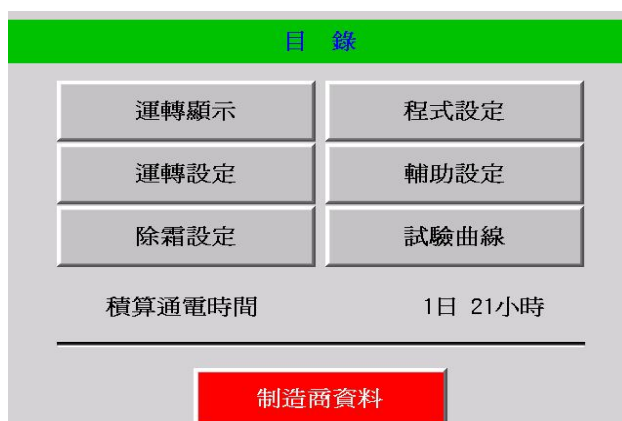 目 錄
運轉顯示 程式設定
運轉設定 輔助設定
除霜設定 試驗曲線
積算通電時間 1日 21小時
制造商資料